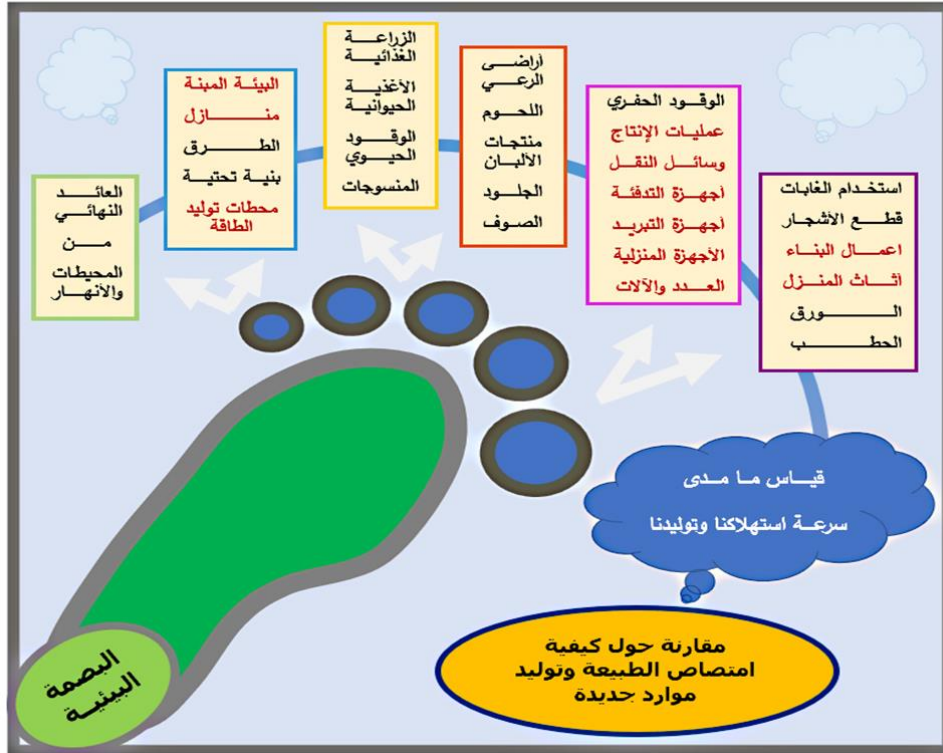 استخدام الغابات
قطع الأشجار
اعمال البناء
أثاث المنزل
الورق
الحطب
الوقود الحفري
عمليات الإنتاج
وسائل النقل
أجهزة التدفئة
أجهزة التبريد
الأجهزة المنزلية
العدد والآلات
أراضى
الرعي
اللحوم
منتجات
الألبان
الجلود
الصوف
الزراعة
الغذائية
الأغذية
الحيوانية
الوقود
الحيوي
المنسوجات
البيئة المبنة
منازل
الطرق
بنية تحتية
محطات توليد
الطاقة
العائد
النهائي
من
المحيطات
والأنهار
قياس ما مدى
سرعة استهلاكنا وتوليدنا
مقارنة حول كيفية
امتصاص الطبيعة وتوليد
موارد جديدة
البصمة
البيئية